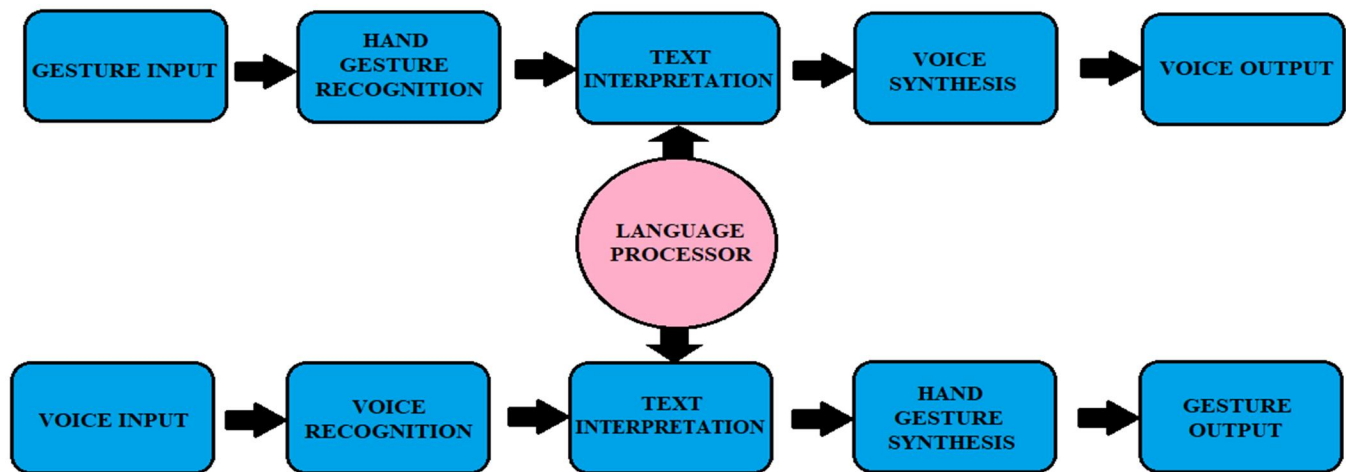 GESTURE INPUT
HAND
GESTURE
RECOGNITION
TEXT
INTERPRETATION
VOICE
SYNTHESIS
VOICE OUTPUT
LANGUAGE
PROCESSOR
VOICE INPUT
VOICE
RECOGNITION
TEXT
INTERPRETATION
HAND
GESTURE
SYNTHESIS
GESTURE
OUTPUT